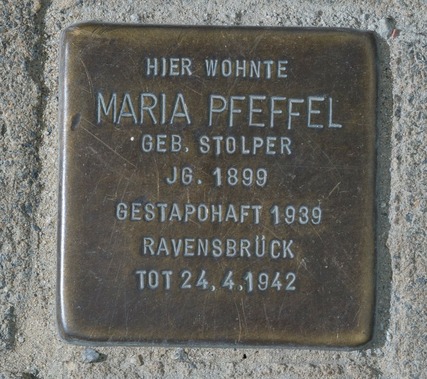 HIER WOHNTE
MARIA PFEFFEL
GEB. STOLPER
JG. 1899
GESTAPOHAFT 1939
RAVENSBRÜCK
TOT 24.4.1942